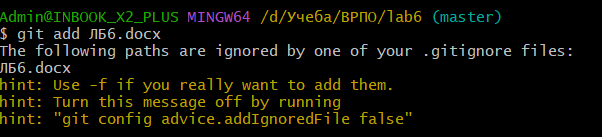 Admin@INBOOK_X2_PLUS MINGW64 /d/Учеба/ВРПО/lab6 (master)
$ git add ЛБ6.docx
The following paths are ignored by one of your .gitignore files:
ЛБ6.docx
hint: Use -f if you really want to add them.
hint: Turn this message off by running
hint: "git config advice.addIgnoredFile false"